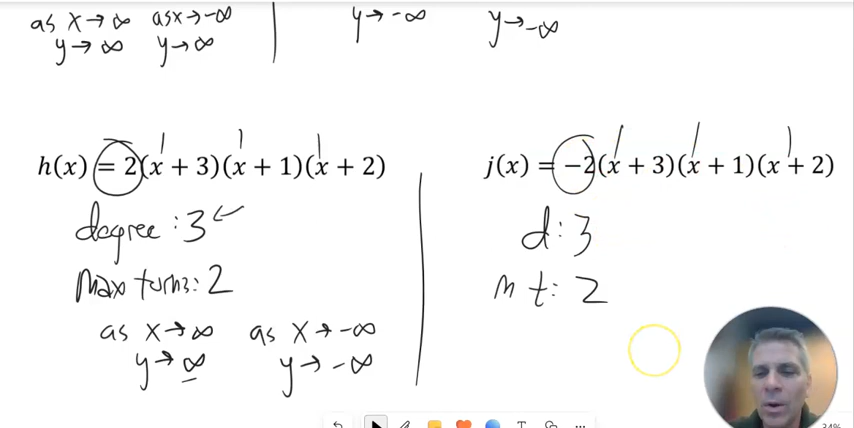 as x → ∞ as x → -∞ y → -∞ y → -∞
y → ∞ y → ∞
h(x) = 2(x + 3)(x + 1)(x + 2) j(x) = −2(x + 3)(x + 1)(x + 2)
degree : 3 d: 3
max turns: 2 m t: 2
as x → ∞ as x → -∞
y → ∞ y → -∞